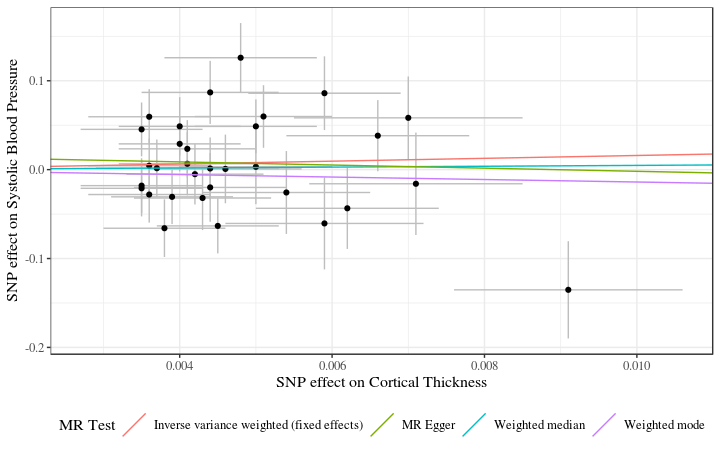 SNP effect on Systolic Blood Pressure
0.1
0.0
-0.1
-0.2
0.004 0.006 0.008 0.010
SNP effect on Cortical Thickness
MR Test Inverse variance weighted (fixed effects) MR Egger Weighted median Weighted mode